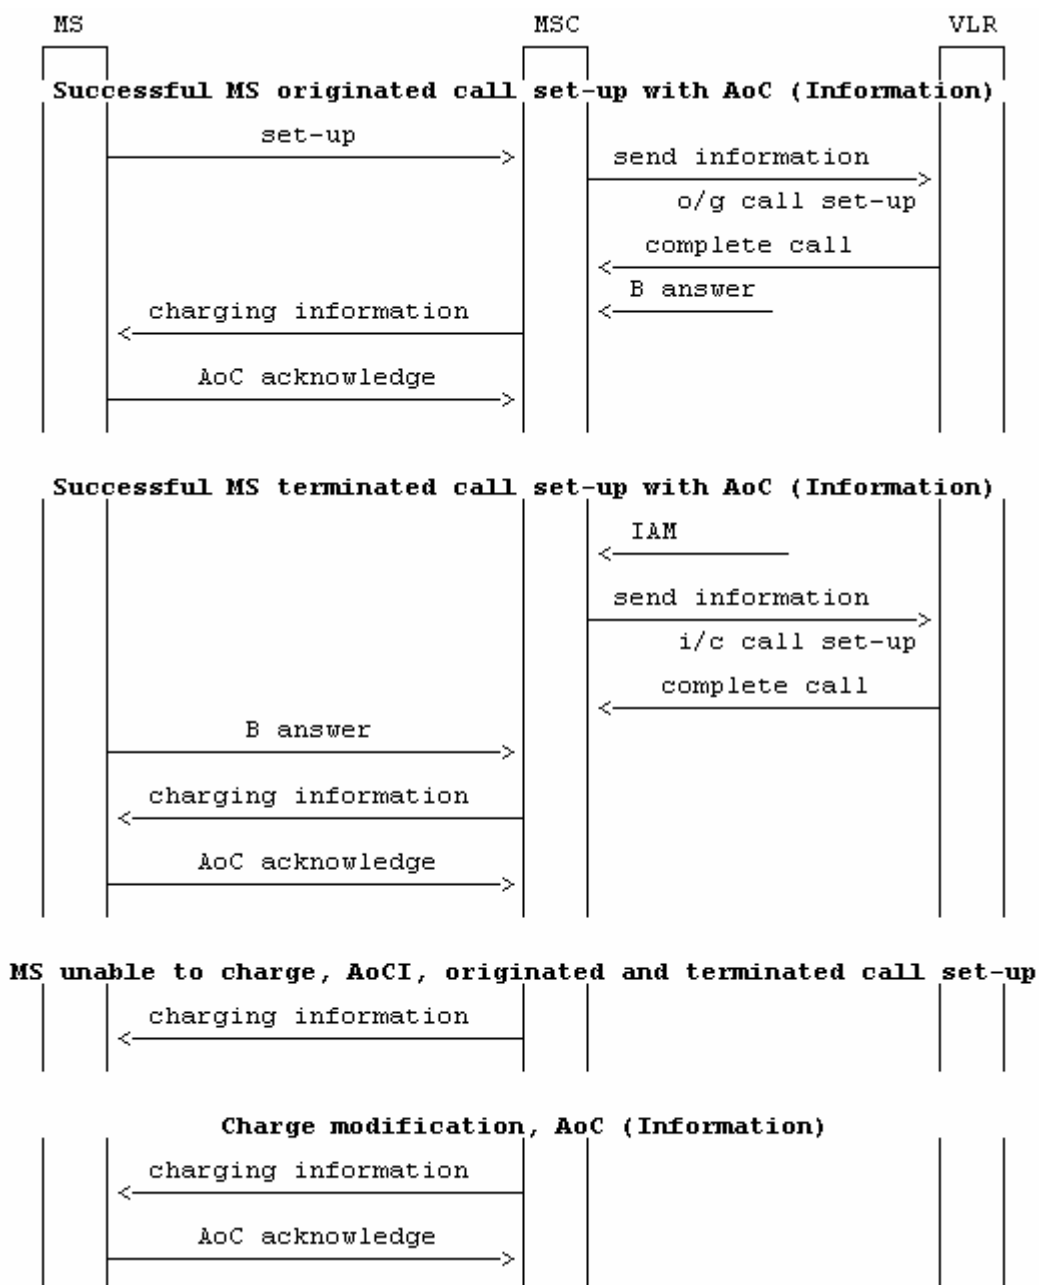 MS MSC VLR
Successful MS originated call set-up with AoC (Information)
set-up
send information
o/g call set-up
complete call
B answer
charging information
AoC acknowledge
Successful MS terminated call set-up with AoC (Information)
IAM
send information
i/c call set-up
complete call
B answer
charging information
AoC acknowledge
MS unable to charge, AoCI, originated and terminated call set-up
charging information
Charge modification, AoC (Information)
charging information
AoC acknowledge